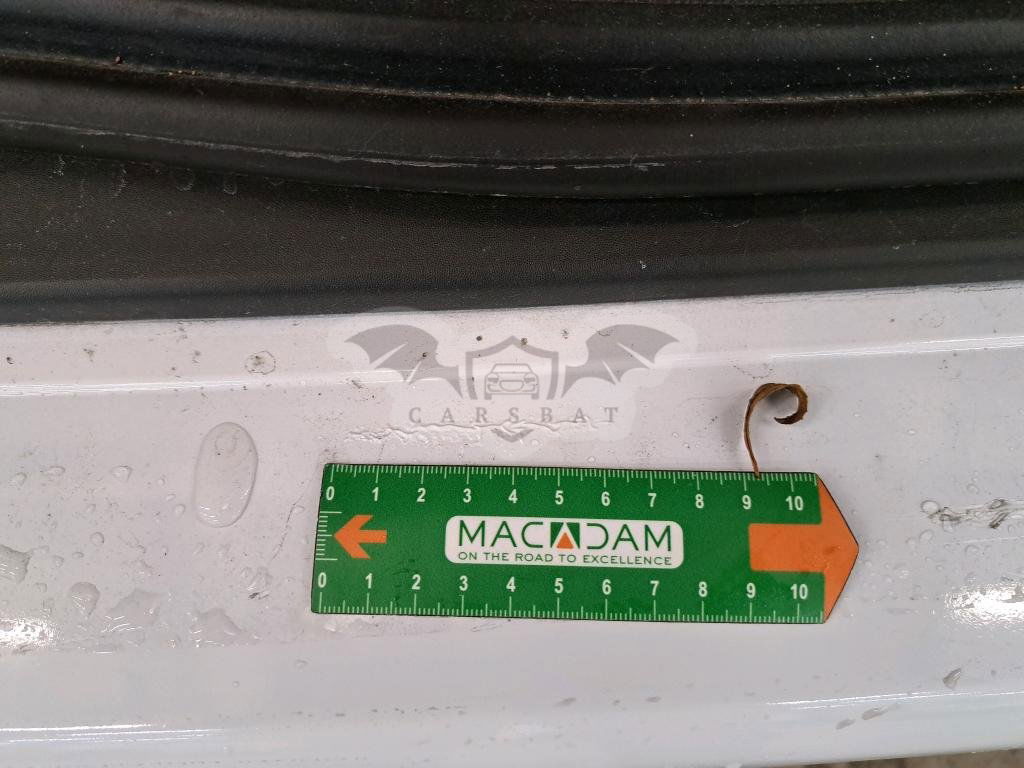 CARSBAT
0 1 2 3 4 5 6 7 8 9 10
MACADAM
ON THE ROAD TO EXCELLENCE
0 1 2 3 4 5 6 7 8 9 10